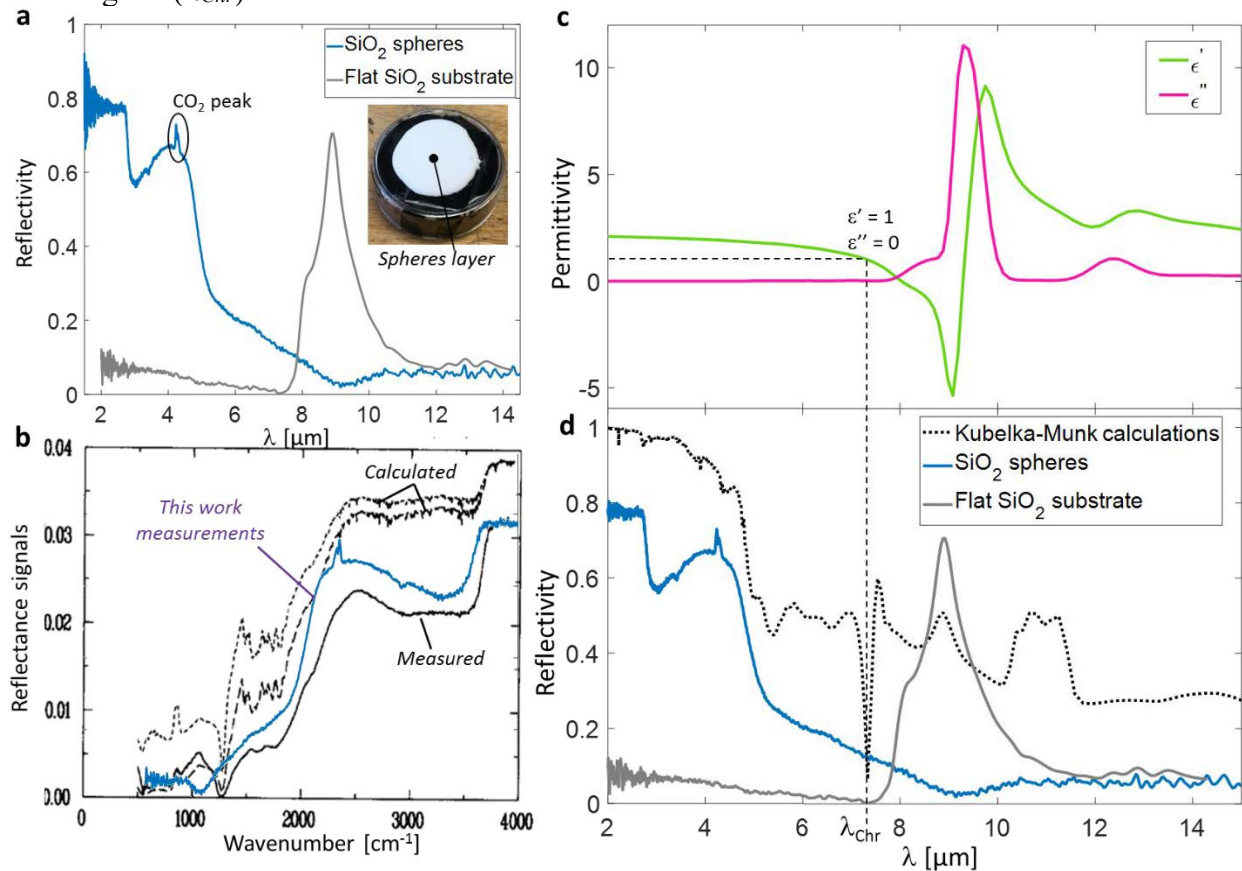 a
1
0.8
0.6
0.4
0.2
0
Reflectivity
SiO2 spheres
Flat SiO2 substrate
CO2 peak
Spheres layer
2 4 6 8 10 12 14
λ [μm]
b
0.04
0.03
0.02
0.01
0.00
Reflectance signals
Calculated
This work
measurements
Measured
0 1000 2000 3000 4000
Wavenumber [cm-1]
c
10
5
0
-5
Permittivity
ϵ'
ϵ"
ε' = 1
ε'' = 0
d
1
0.8
0.6
0.4
0.2
0
Reflectivity
Kubelka-Munk calculations
SiO2 spheres
Flat SiO2 substrate
2 4 6 λChr 8 10 12 14
λ [μm]